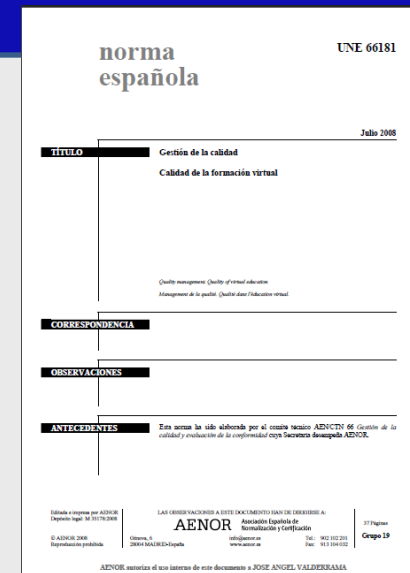 norma
española
UNE 66181
Julio 2008
TÍTULO
Gestión de la calidad
Calidad de la formación virtual
Quality management. Quality of virtual education
Management de la qualité. Qualité dans l'éducation virtuel.
CORRESPONDENCIA
OBSERVACIONES
ANTECEDENTES
Esta norma ha sido elaborada por el comité técnico AEN/CTN 66 Gestión de la
calidad y evaluación de la conformidad cuya Secretaría desempeña AENOR.
Editada e impresa por AENOR
Depósito legal: M 35178:2008
LAS OBSERVACIONES A ESTE DOCUMENTO HAN DE DIRIGIRSE A:
AENOR Asociación Española de
Normalización y Certificación
37 Páginas
© AENOR 2008
Reproducción prohibida
Génova, 6
28004 MADRID-España
info@aenor.es
www.aenor.es
Tel.: 902 102 201
Fax: 913 104 032
Grupo 19
AENOR autoriza el uso interno de este documento a JOSE ANGEL VALDERRAMA